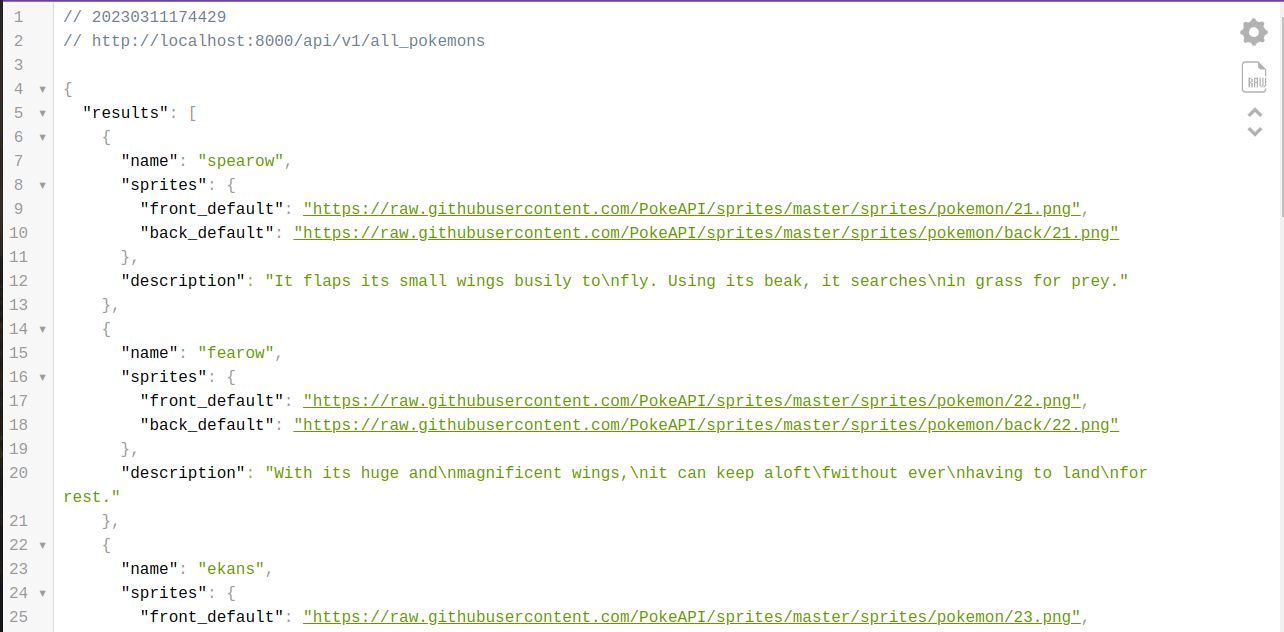 1 // 20230311174429
2 // http://localhost:8000/api/v1/all_pokemons
3
4 {
5   "results": [
6     {
7       "name": "spearow",
8       "sprites": {
9         "front_default": "https://raw.githubusercontent.com/PokeAPI/sprites/master/sprites/pokemon/21.png",
10         "back_default": "https://raw.githubusercontent.com/PokeAPI/sprites/master/sprites/pokemon/back/21.png"
11       },
12       "description": "It flaps its small wings busily to\nfly. Using its beak, it searches\nin grass for prey."
13     },
14     {
15       "name": "fearow",
16       "sprites": {
17         "front_default": "https://raw.githubusercontent.com/PokeAPI/sprites/master/sprites/pokemon/22.png",
18         "back_default": "https://raw.githubusercontent.com/PokeAPI/sprites/master/sprites/pokemon/back/22.png"
19       },
20       "description": "With its huge and\nmagnificent wings,\nit can keep aloft\fwithout ever\nhaving to land\nfor
rest."
21     },
22     {
23       "name": "ekans",
24       "sprites": {
25         "front_default": "https://raw.githubusercontent.com/PokeAPI/sprites/master/sprites/pokemon/23.png",
RAW